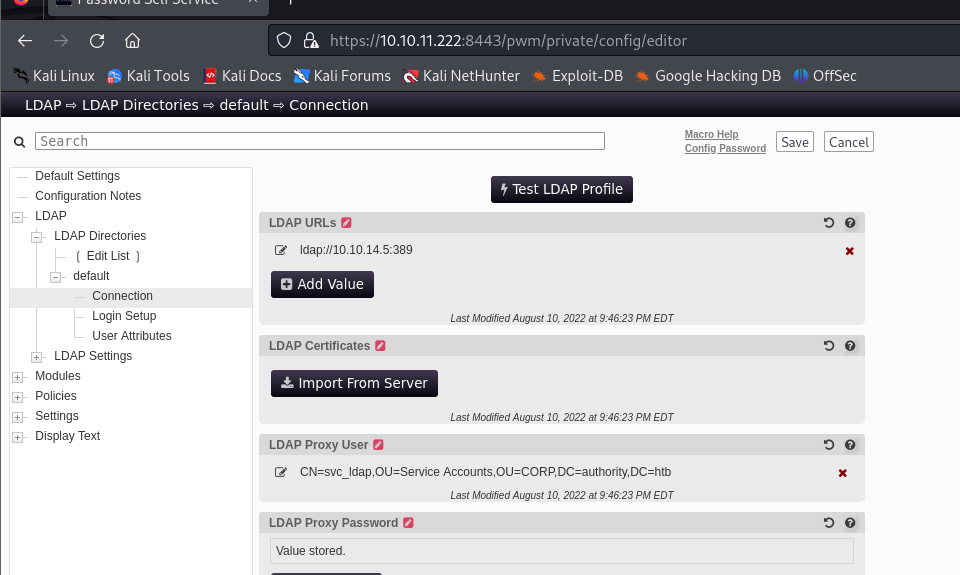 Password Self Service
https://10.10.11.222:8443/pwm/private/config/editor
Kali Linux Kali Tools Kali Docs Kali Forums Kali NetHunter Exploit-DB Google Hacking DB OffSec
LDAP ⇨ LDAP Directories ⇨ default ⇨ Connection
Search
Macro Help
Config Password
Save
Cancel
Default Settings
Configuration Notes
LDAP
LDAP Directories
[ Edit List ]
default
Connection
Login Setup
User Attributes
LDAP Settings
Modules
Policies
Settings
Display Text
Test LDAP Profile
LDAP URLs
ldap://10.10.14.5:389
Add Value
Last Modified August 10, 2022 at 9:46:23 PM EDT
LDAP Certificates
Import From Server
Last Modified August 10, 2022 at 9:46:23 PM EDT
LDAP Proxy User
CN=svc_ldap,OU=Service Accounts,OU=CORP,DC=authority,DC=htb
Last Modified August 10, 2022 at 9:46:23 PM EDT
LDAP Proxy Password
Value stored.